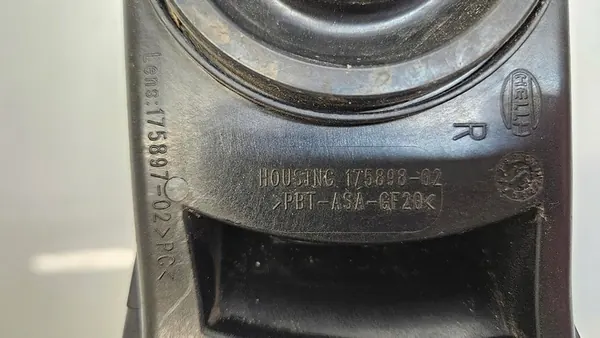 Lens:175897-02>PC<
HELLA
R
HOUSING 175898-02
>PBT-ASA-GF20<